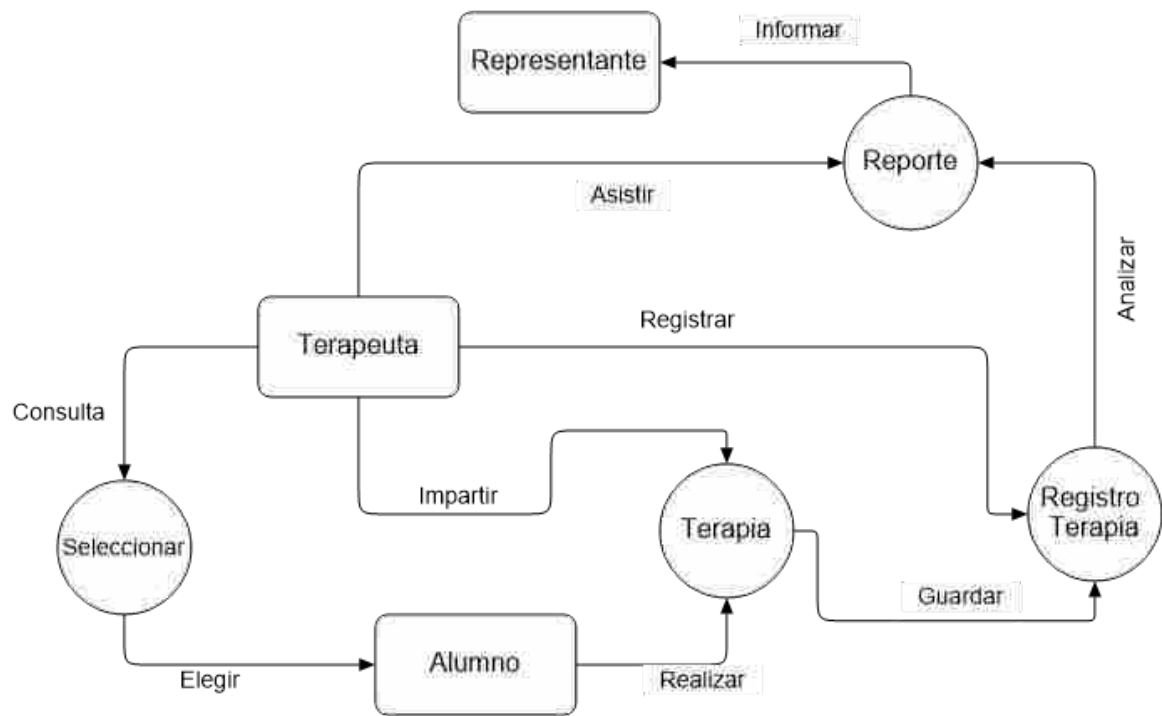 Informar
Representante
Reporte
Asistir
Analizar
Registrar
Terapeuta
Consulta
Impartir
Registro
Terapia
Terapia
Seleccionar
Guardar
Alumno
Elegir
Realizar